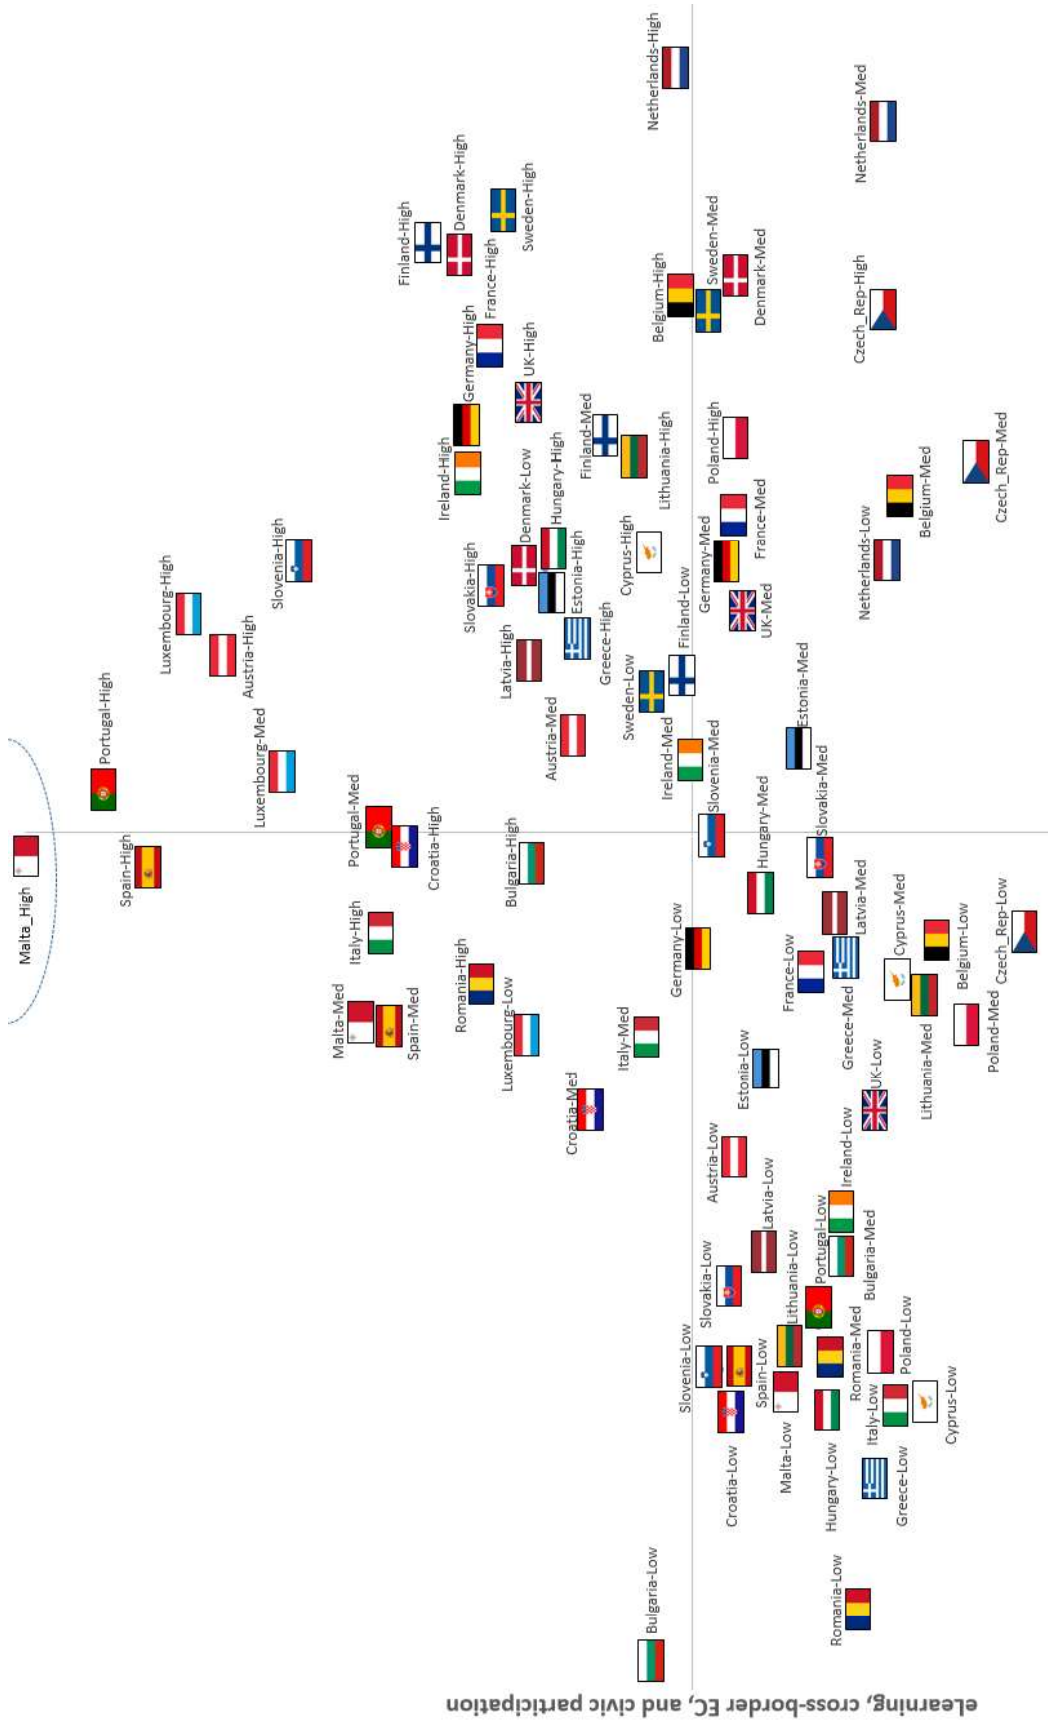 Malta_High
Portugal-High
Spain-High
Luxembourg-High
Austria-High
Luxembourg-Med
Slovenia-High
Malta-Med
Portugal-Med
Italy-High
Finland-High
Spain-Med
Croatia-High
Ireland-High
Romania-High
Denmark-High
Germany-High
Slovakia-High
France-High
Luxembourg-Low
Latvia-High
Bulgaria-High
Denmark-Low
Sweden-High
UK-High
Austria-Med
Hungary-High
Croatia-Med
Estonia-High
Finland-Med
Greece-High
Italy-Med
Cyprus-High
Sweden-Low
Bulgaria-Low
Netherlands-High
Belgium-High
Lithuania-High
Ireland-Med
Germany-Low
Finland-Low
Slovenia-Low
Germany-Med
Slovakia-Low
Sweden-Med
Austria-Low
Slovenia-Med
Poland-High
Croatia-Low
Estonia-Low
Denmark-Med
France-Med
Spain-Low
Hungary-Med
UK-Med
Latvia-Low
Malta-Low
France-Low
Lithuania-Low
Estonia-Med
Portugal-Low
Slovakia-Med
Hungary-Low
Romania-Low
Ireland-Low
Greece-Med
Romania-Med
Czech_Rep-High
Netherlands-Med
Latvia-Med
Netherlands-Low
Bulgaria-Med
Italy-Low
UK-Low
Cyprus-Med
Greece-Low
Poland-Low
Belgium-Med
Lithuania-Med
Cyprus-Low
Belgium-Low
Poland-Med
Czech_Rep-Low
Czech_Rep-Med
eLearning, cross-border EC, and civic participation